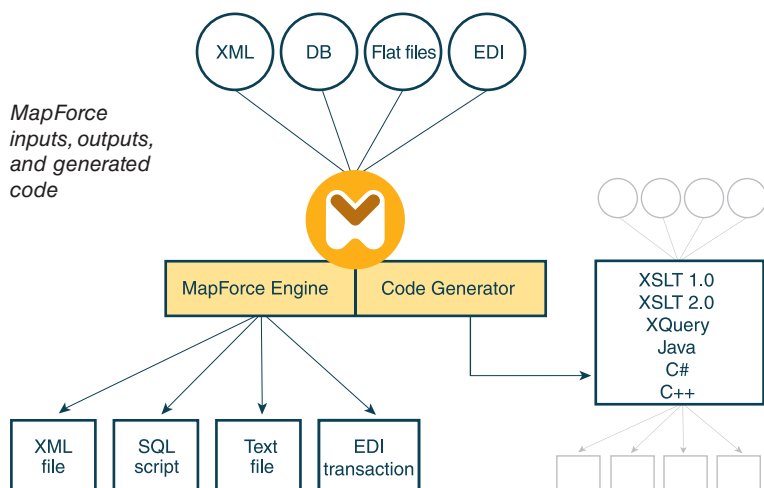 XML
DB
Flat files
EDI
MapForce
inputs, outputs,
and generated
code
MapForce Engine
Code Generator
XSLT 1.0
XSLT 2.0
XQuery
Java
C#
C++
XML
file
SQL
script
Text
file
EDI
transaction